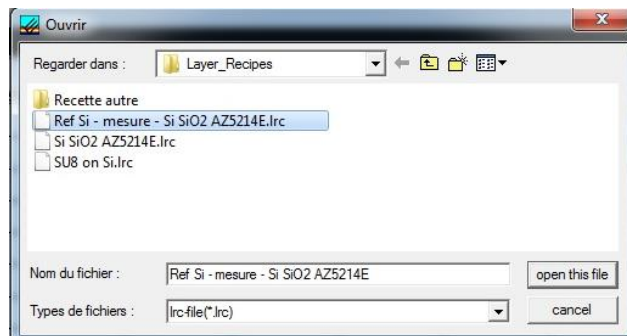 Ouvrir
Regarder dans : Layer_Recipes
Recette autre
Ref Si - mesure - Si SiO2 AZ5214E.lrc
Si SiO2 AZ5214E.lrc
SU8 on Si.lrc
Nom du fichier : Ref Si - mesure - Si SiO2 AZ5214E open this file
Types de fichiers : lrc-file(*.lrc) cancel